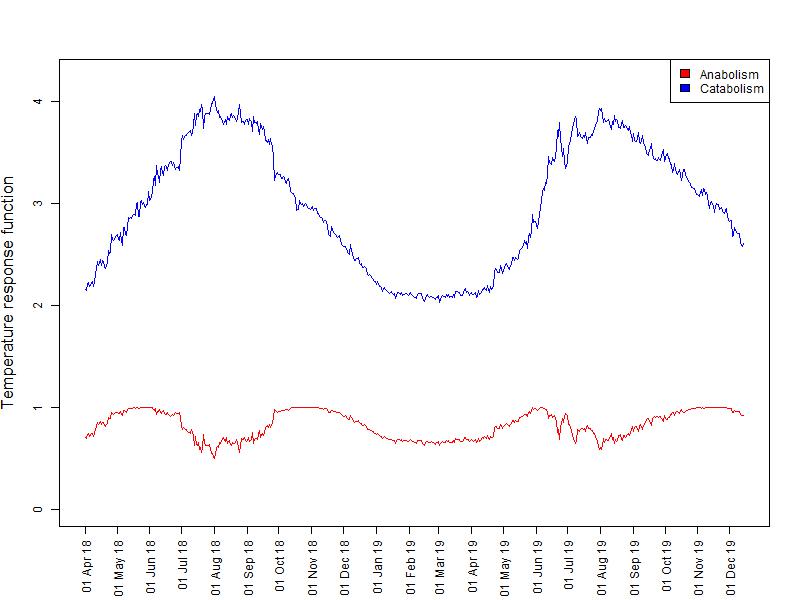 Anabolism
Catabolism
Temperature response function
4
3
2
1
0
01 Apr 18
01 May 18
01 Jun 18
01 Jul 18
01 Aug 18
01 Sep 18
01 Oct 18
01 Nov 18
01 Dec 18
01 Jan 19
01 Feb 19
01 Mar 19
01 Apr 19
01 May 19
01 Jun 19
01 Jul 19
01 Aug 19
01 Sep 19
01 Oct 19
01 Nov 19
01 Dec 19